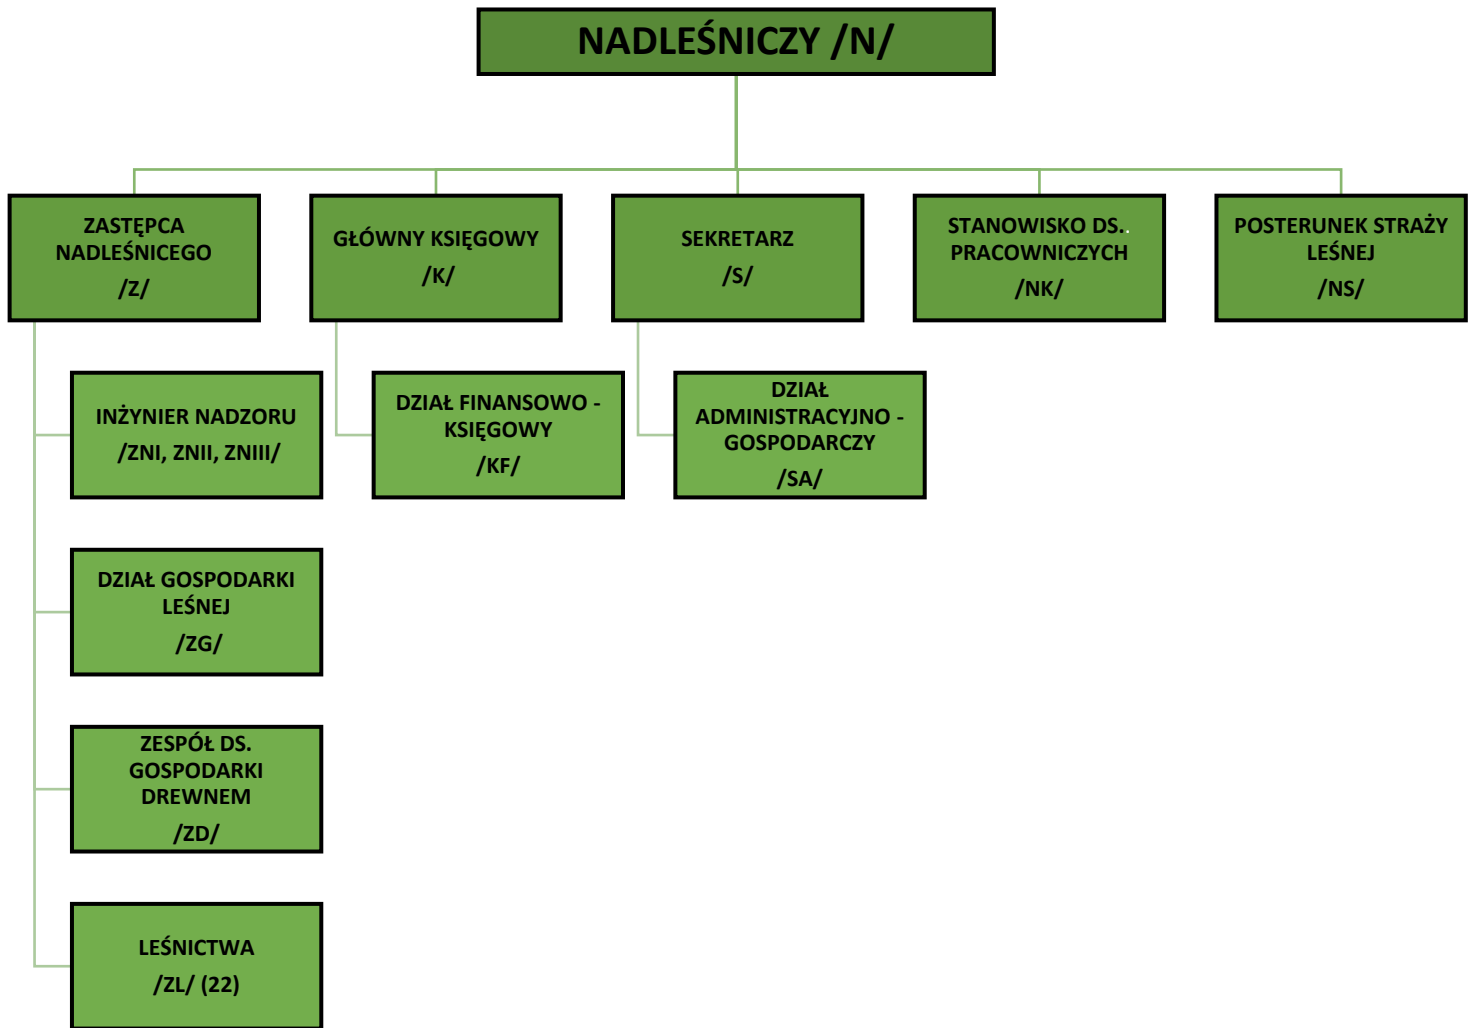 NADLEŚNICZY /N/
ZASTĘPCA
NADLEŚNICEGO
/Z/
GŁÓWNY KSIĘGOWY
/K/
SEKRETARZ
/S/
STANOWISKO DS..
PRACOWNICZYCH
/NK/
POSTERUNEK STRAŻY
LEŚNEJ
/NS/
INŻYNIER NADZORU
/ZNI, ZNII, ZNIII/
DZIAŁ FINANSOWO -
KSIĘGOWY
/KF/
DZIAŁ
ADMINISTRACYJNO -
GOSPODARCZY
/SA/
DZIAŁ GOSPODARKI
LEŚNEJ
/ZG/
ZESPÓŁ DS.
GOSPODARKI
DREWNEM
/ZD/
LEŚNICTWA
/ZL/ (22)